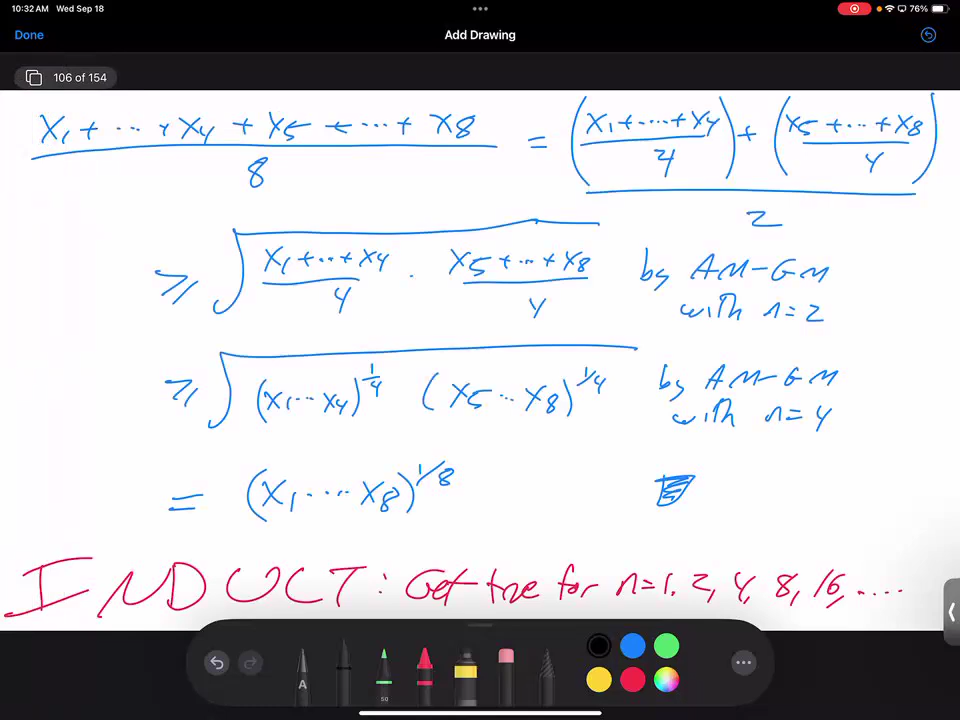 10:32 AM Wed Sep 18
76%
Done
Add Drawing
106 of 154
x1 + ... + x4 + x5 + ... + x8 / 8 = ((x1 + ... + x4 / 4) + (x5 + ... + x8 / 4)) / 2
≥ √(x1 + ... + x4 / 4 · x5 + ... + x8 / 4) by AM-GM with n=2
≥ √((x1 ... x4)^1/4 (x5 ... x8)^1/4) by AM-GM with n=4
= (x1 .... x8)^1/8
INDUCT: Get true for n=1, 2, 4, 8, 16, ....
A
50